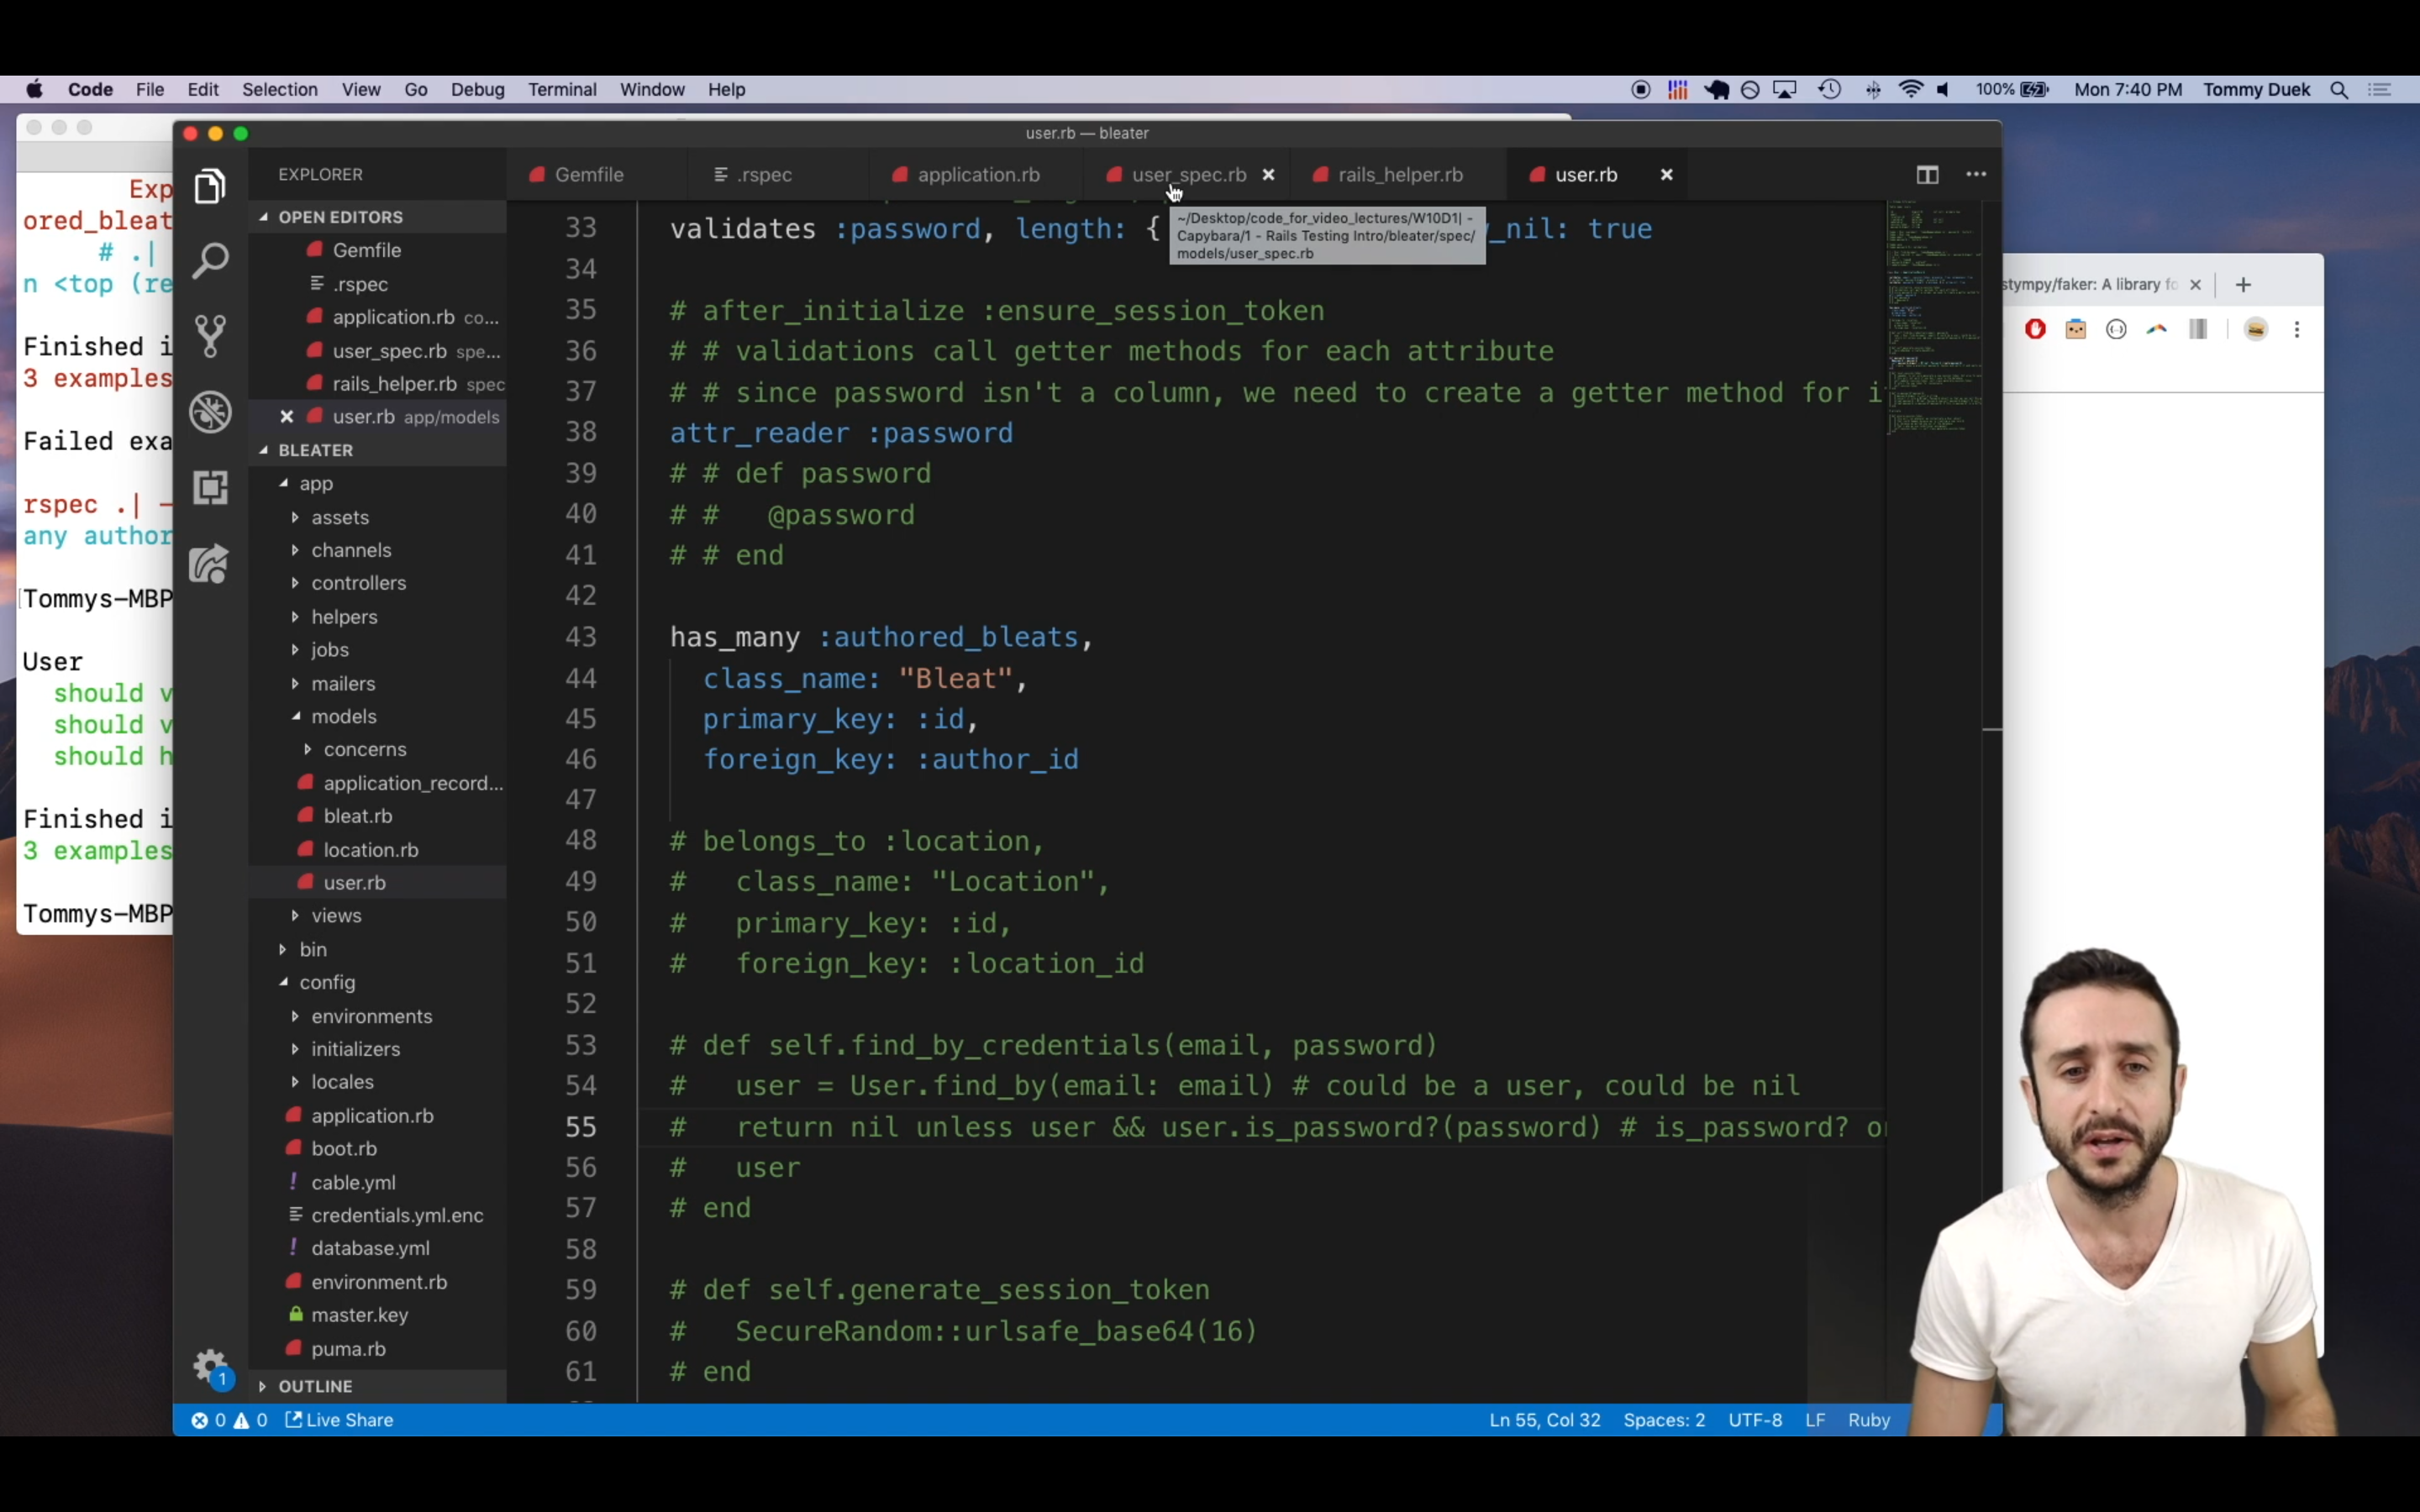 Code File Edit Selection View Go Debug Terminal Window Help
100% Mon 7:40 PM Tommy Duek
user.rb — bleater
Exp
ored_bleat
# .|
n <top (re
Finished i
3 examples
Failed exa
rspec .|
any author
Tommys-MBP
User
should v
should v
should h
Finished i
3 examples
Tommys-MBP
EXPLORER
OPEN EDITORS
Gemfile
.rspec
application.rb co...
user_spec.rb spe...
rails_helper.rb spec
user.rb app/models
BLEATER
app
assets
channels
controllers
helpers
jobs
mailers
models
concerns
application_record...
bleat.rb
location.rb
user.rb
views
bin
config
environments
initializers
locales
application.rb
boot.rb
! cable.yml
credentials.yml.enc
! database.yml
environment.rb
master.key
puma.rb
OUTLINE
1
Gemfile .rspec application.rb user_spec.rb rails_helper.rb user.rb
~/Desktop/code_for_video_lectures/W10D1| -
Capybara/1 - Rails Testing Intro/bleater/spec/
models/user_spec.rb
33 validates :password, length: { _nil: true
34
35 # after_initialize :ensure_session_token
36 # # validations call getter methods for each attribute
37 # # since password isn't a column, we need to create a getter method for i
38 attr_reader :password
39 # # def password
40 # #   @password
41 # # end
42
43 has_many :authored_bleats,
44   class_name: "Bleat",
45   primary_key: :id,
46   foreign_key: :author_id
47
48 # belongs_to :location,
49 #   class_name: "Location",
50 #   primary_key: :id,
51 #   foreign_key: :location_id
52
53 # def self.find_by_credentials(email, password)
54 #   user = User.find_by(email: email) # could be a user, could be nil
55 #   return nil unless user && user.is_password?(password) # is_password? o
56 #   user
57 # end
58
59 # def self.generate_session_token
60 #   SecureRandom::urlsafe_base64(16)
61 # end
stympy/faker: A library fo
0 0 Live Share
Ln 55, Col 32 Spaces: 2 UTF-8 LF Ruby